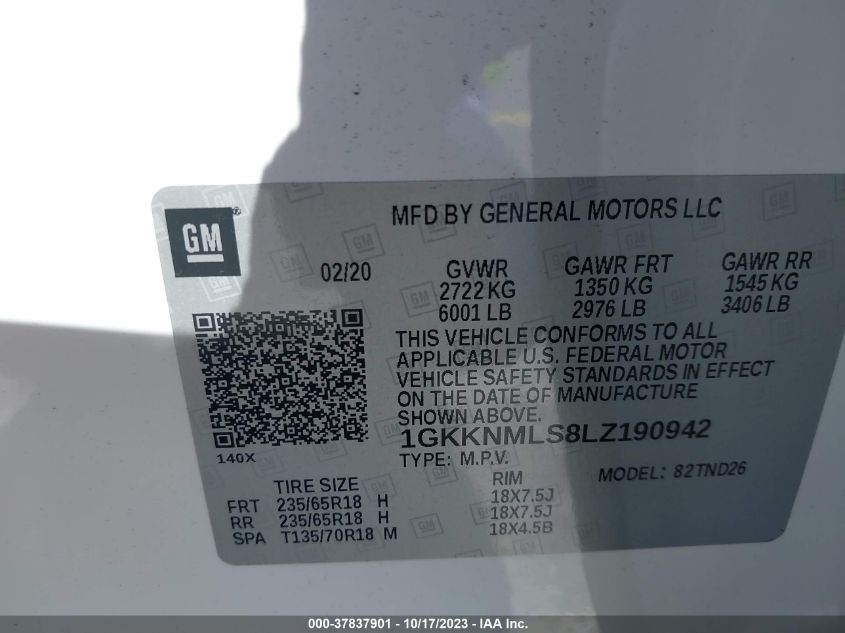 GM ®
MFD BY GENERAL MOTORS LLC
02/20
GVWR GAWR FRT GAWR RR
2722 KG 1350 KG 1545 KG
6001 LB 2976 LB 3406 LB
THIS VEHICLE CONFORMS TO ALL
APPLICABLE U.S. FEDERAL MOTOR
VEHICLE SAFETY STANDARDS IN EFFECT
ON THE DATE OF MANUFACTURE
SHOWN ABOVE.
1GKKNMLS8LZ190942
140X
TYPE: M.P.V. MODEL: 82TND26
TIRE SIZE RIM
FRT 235/65R18 H 18X7.5J
RR 235/65R18 H 18X7.5J
SPA T135/70R18 M 18X4.5B
000-37837901 - 10/17/2023 - www.iaai.com